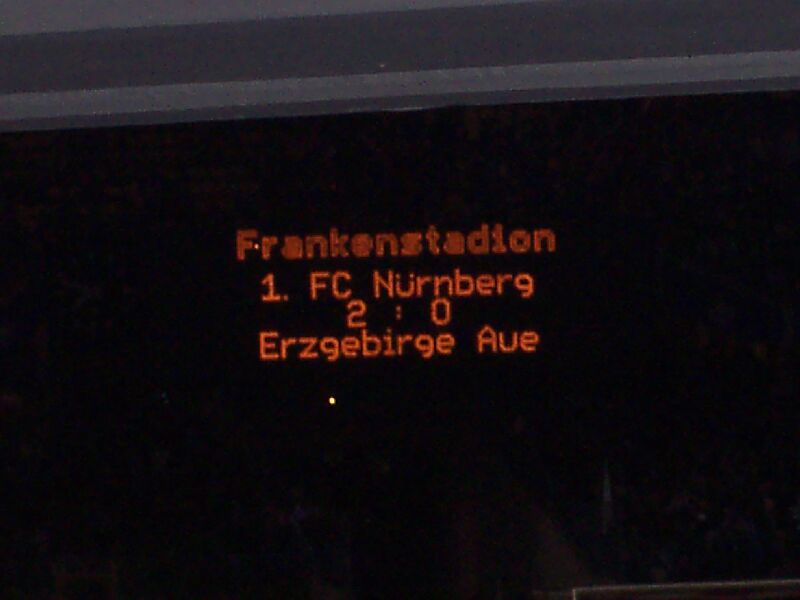 Frankenstadion
1. FC Nürnberg
2 : 0
Erzgebirge Aue